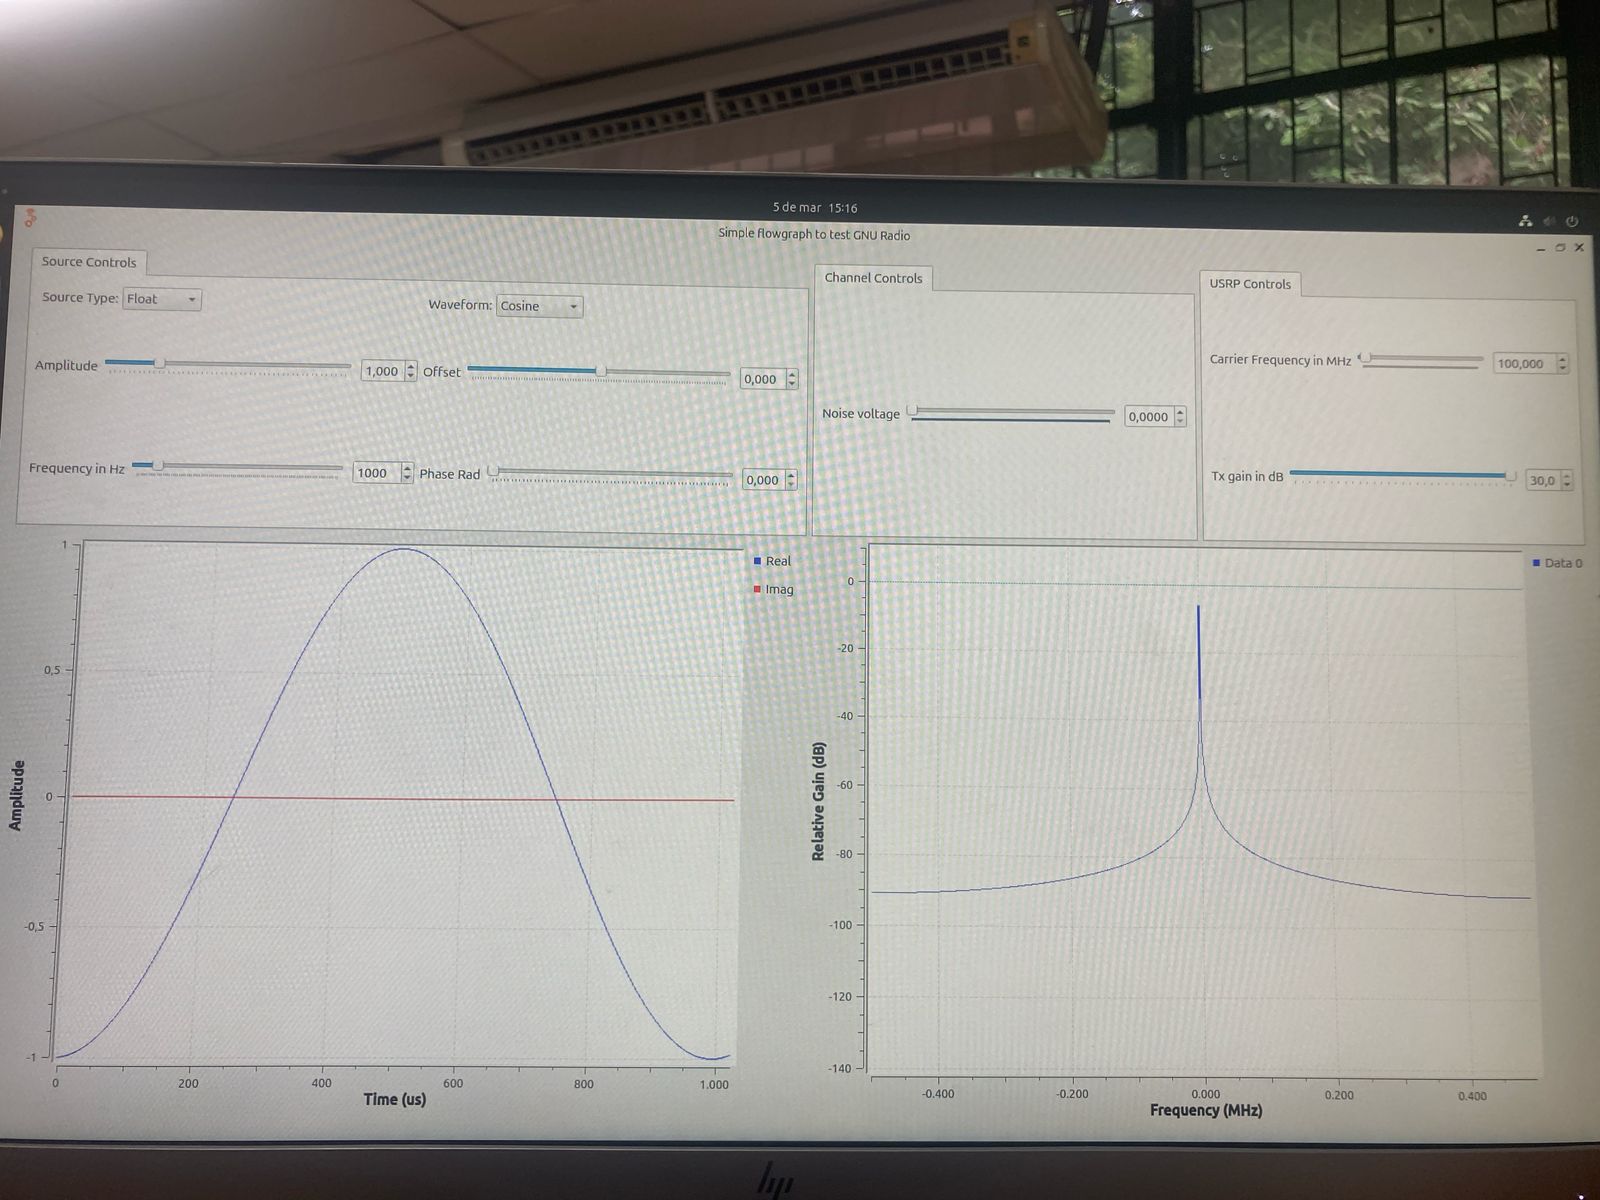 5 de mar 15:16
Simple flowgraph to test GNU Radio
Source Controls
Source Type: Float
Waveform: Cosine
Amplitude
1,000
Offset
0,000
Frequency in Hz
1000
Phase Rad
0,000
Channel Controls
Noise voltage
0,0000
USRP Controls
Carrier Frequency in MHz
100,000
Tx gain in dB
30,0
1
0,5
0
-0,5
-1
Amplitude
0
200
400
600
800
1.000
Time (us)
Real
Imag
0
-20
-40
-60
-80
-100
-120
-140
Relative Gain (dB)
-0.400
-0.200
0.000
0.200
0.400
Frequency (MHz)
Data 0
hp